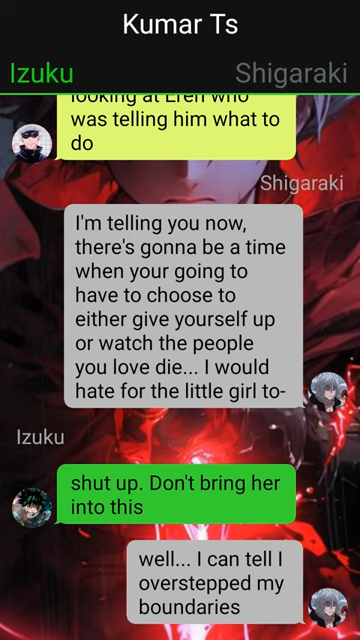 Kumar Ts
Izuku Shigaraki
looking at Eren who
was telling him what to
do
Shigaraki
I'm telling you now,
there's gonna be a time
when your going to
have to choose to
either give yourself up
or watch the people
you love die... I would
hate for the little girl to-
Izuku
shut up. Don't bring her
into this
well... I can tell I
overstepped my
boundaries